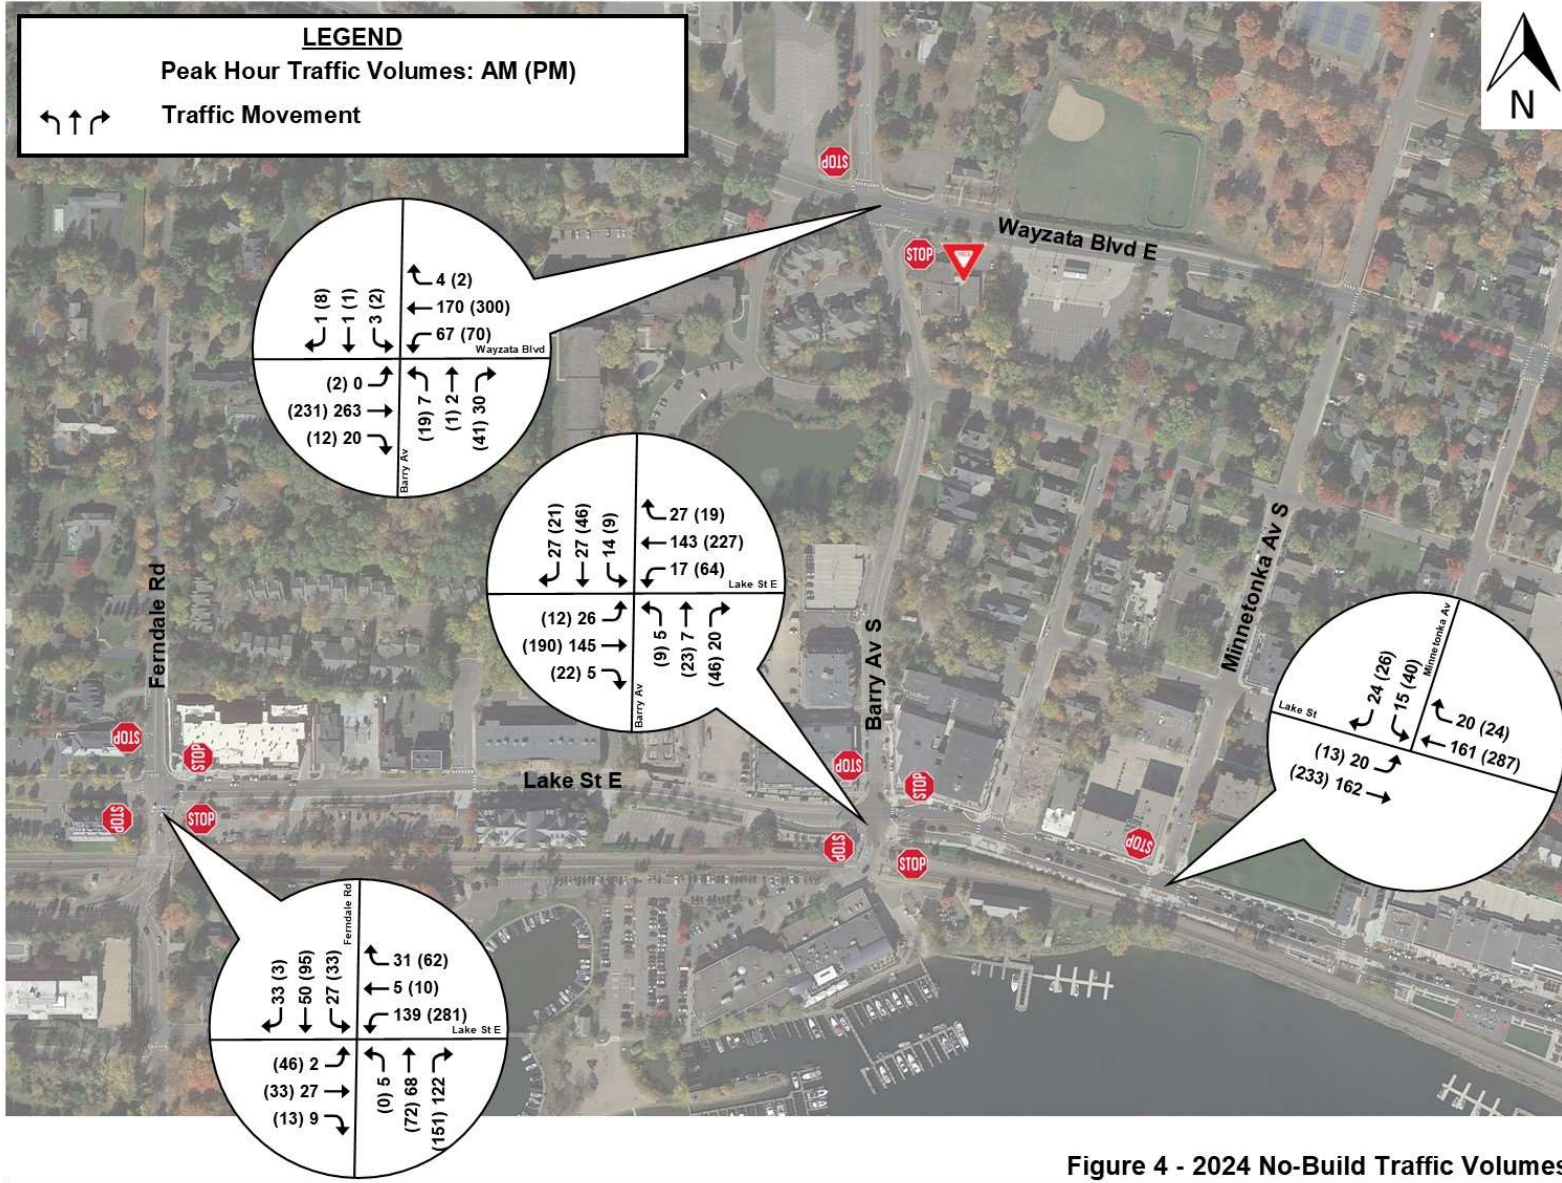 LEGEND
Peak Hour Traffic Volumes: AM (PM)
Traffic Movement
N
STOP
STOP
Wayzata Blvd E
1 (8)
1 (1)
3 (2)
4 (2)
170 (300)
67 (70)
Wayzata Blvd
(2) 0
(231) 263
(12) 20
(19) 7
(1) 2
(41) 30
Barry Av
27 (21)
27 (46)
14 (9)
27 (19)
143 (227)
17 (64)
Lake St E
(12) 26
(190) 145
(22) 5
(9) 5
(23) 7
(46) 20
Barry Av
Ferndale Rd
Barry Av S
Minnetonka Av S
Lake St E
24 (26)
15 (40)
Minnetonka Av
Lake St
20 (24)
161 (287)
(13) 20
(233) 162
STOP
STOP
STOP
STOP
STOP
STOP
STOP
STOP
STOP
33 (3)
50 (95)
27 (33)
Ferndale Rd
31 (62)
5 (10)
139 (281)
Lake St E
(46) 2
(33) 27
(13) 9
(0) 5
(72) 68
(151) 122
Figure 4 - 2024 No-Build Traffic Volumes